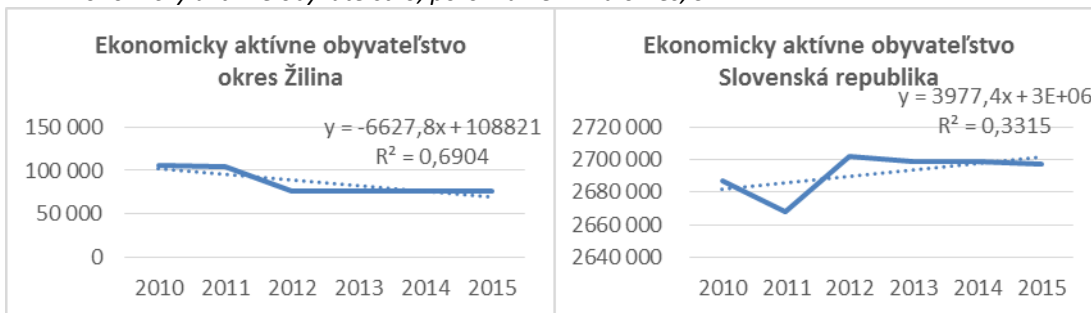 Ekonomicky aktívne obyvateľstvo
okres Žilina
y = -6627,8x + 108821
R² = 0,6904
150 000
100 000
50 000
0
2010 2011 2012 2013 2014 2015
Ekonomicky aktívne obyvateľstvo
Slovenská republika
y = 3977,4x + 3E+06
R² = 0,3315
2720 000
2700 000
2680 000
2660 000
2640 000
2010 2011 2012 2013 2014 2015